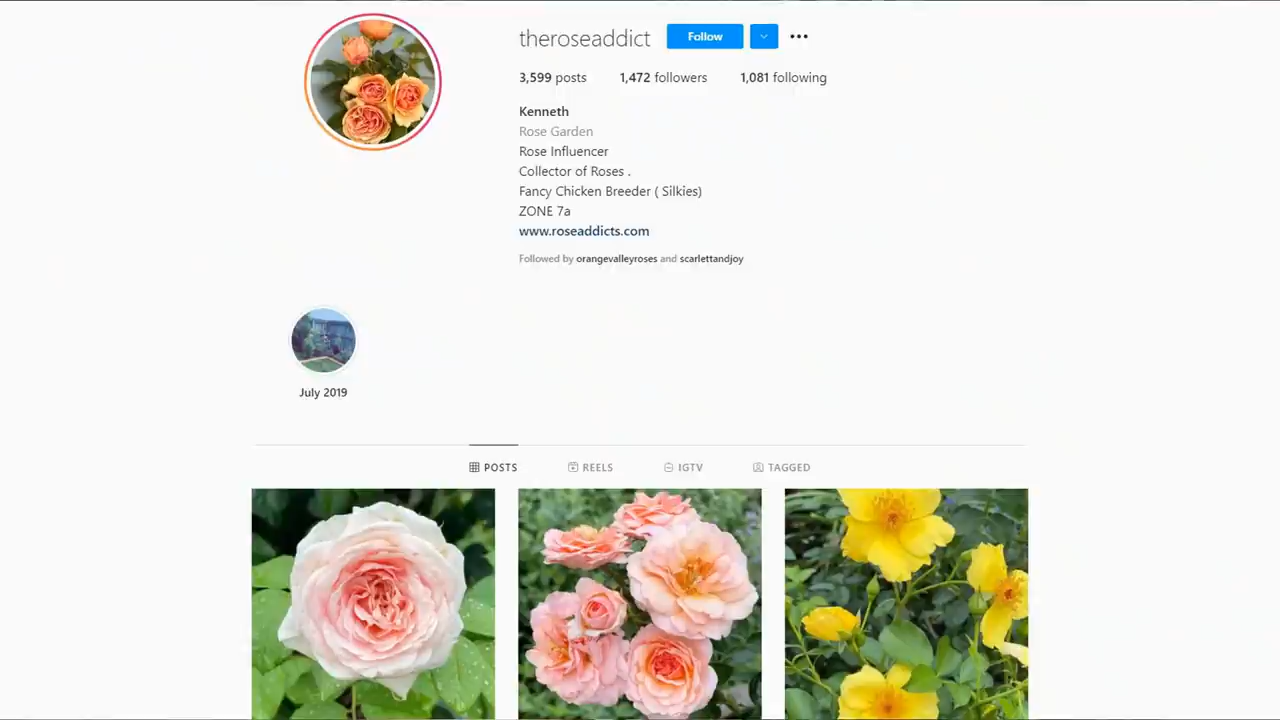 theroseaddict Follow
3,599 posts 1,472 followers 1,081 following
Kenneth
Rose Garden
Rose Influencer
Collector of Roses .
Fancy Chicken Breeder ( Silkies)
ZONE 7a
www.roseaddicts.com
Followed by orangevalleyroses and scarlettandjoy
July 2019
POSTS REELS IGTV TAGGED